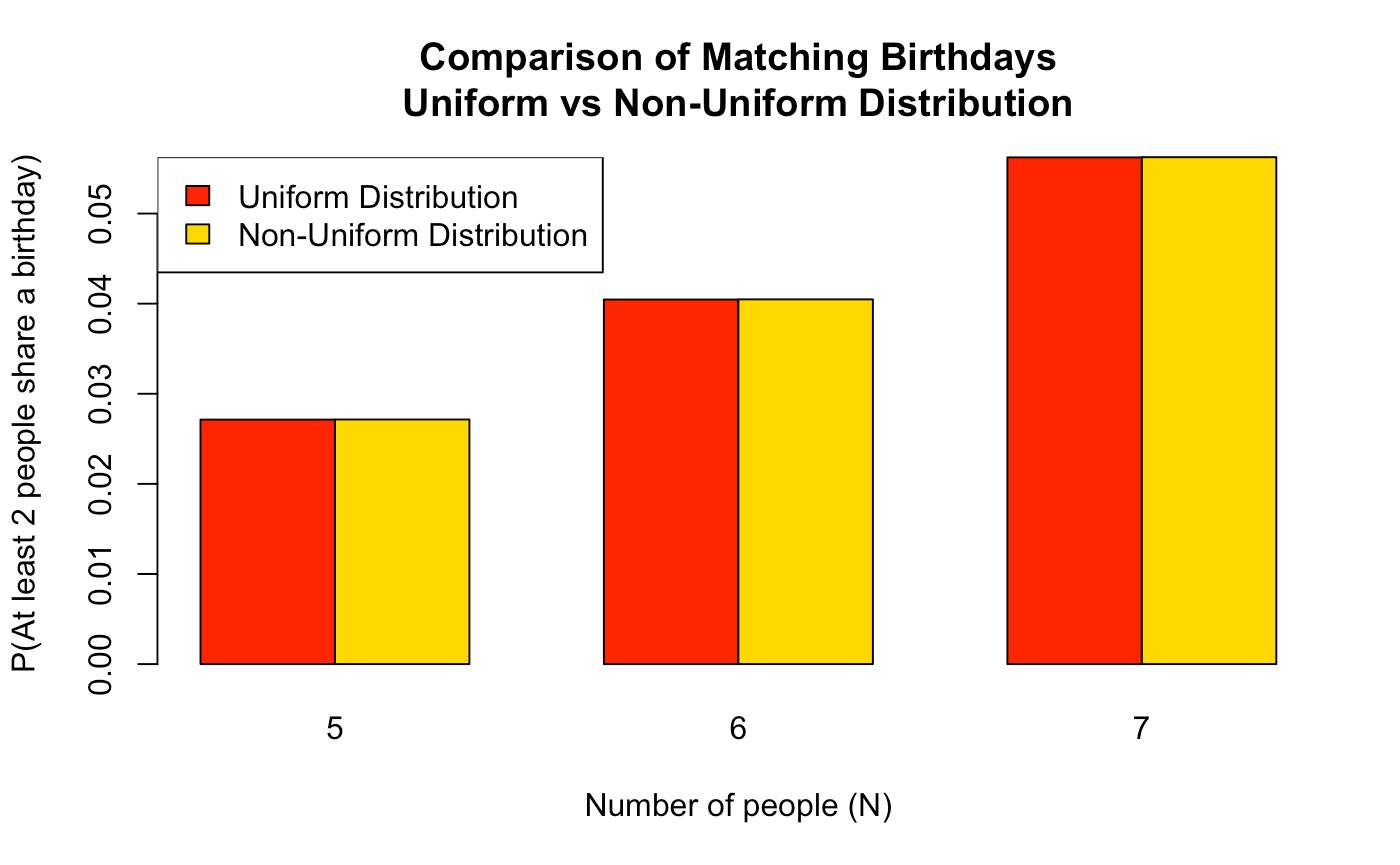 Comparison of Matching Birthdays
Uniform vs Non-Uniform Distribution
P(At least 2 people share a birthday)
0.05
0.04
0.03
0.02
0.01
0.00
Uniform Distribution
Non-Uniform Distribution
5
6
7
Number of people (N)